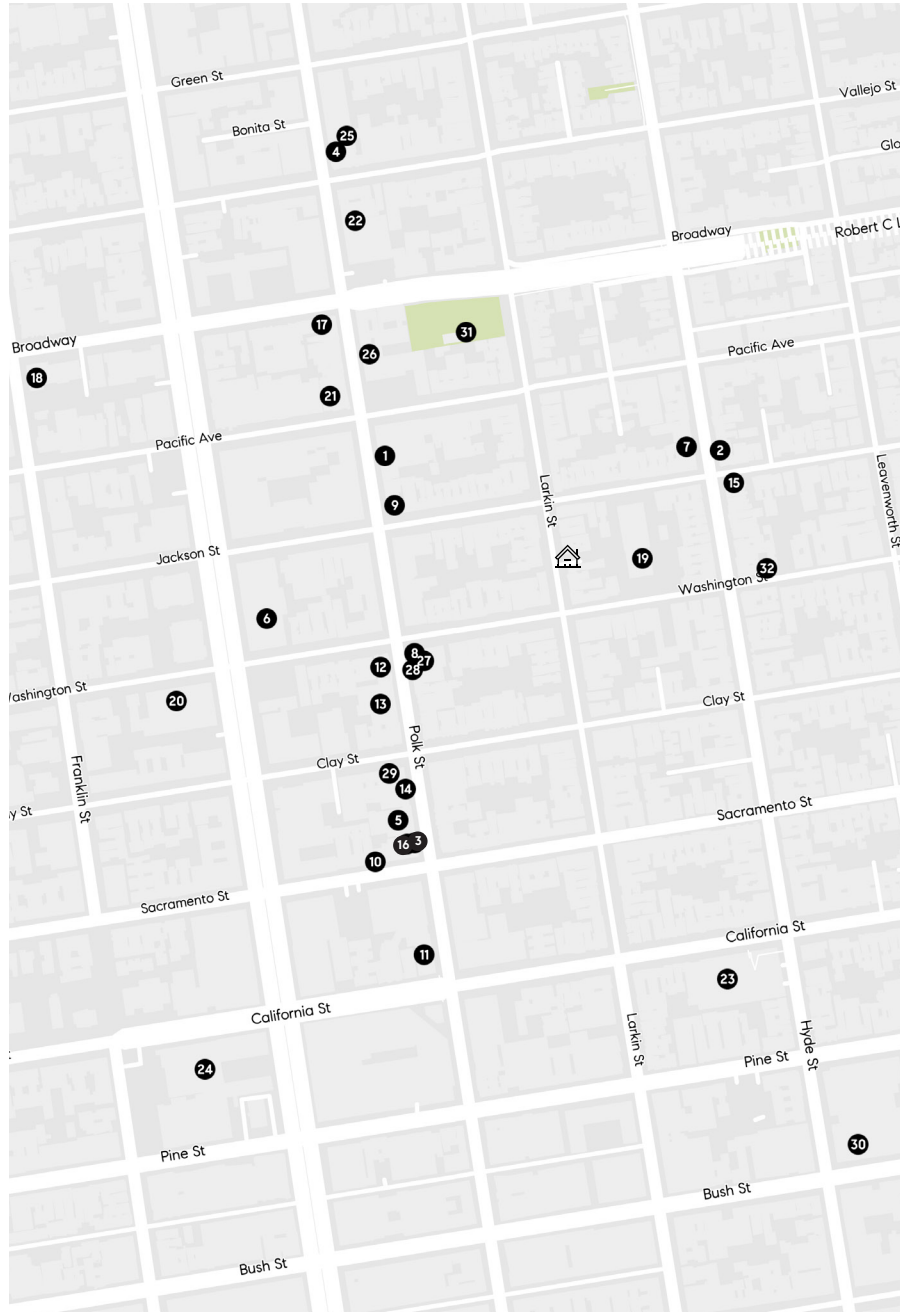 Green St
Vallejo St
Bonita St
25
4
Glo
22
Broadway
Robert C L
17
31
Broadway
26
Pacific Ave
18
21
Pacific Ave
1
7
2
Larkin St
Leavenworth St
15
9
Jackson St
19
32
Washington St
6
8
27
12
28
Washington St
20
13
Clay St
Polk St
Clay St
29
Franklin St
14
y St
5
Sacramento St
16
3
10
Sacramento St
California St
11
23
California St
Larkin St
Hyde St
Pine St
24
30
Pine St
Bush St
Bush St